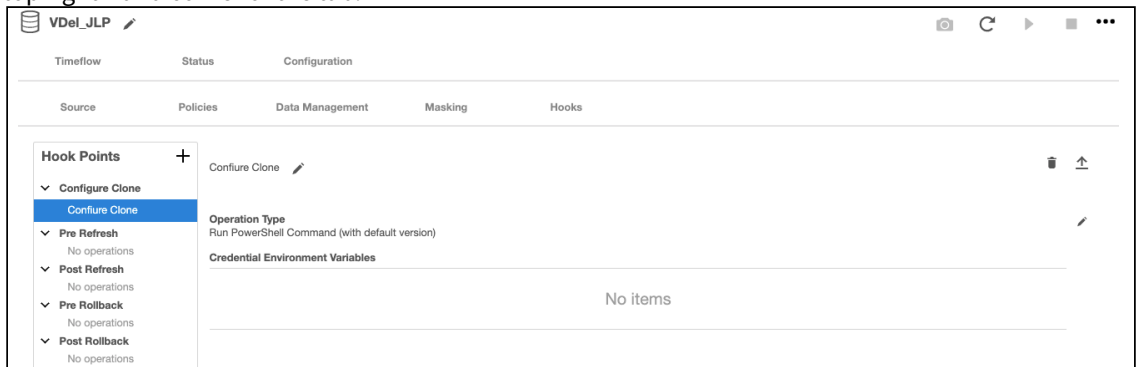 VDel_JLP
Timeflow Status Configuration
Source Policies Data Management Masking Hooks
Hook Points +
Configure Clone
Confiure Clone
Pre Refresh
No operations
Post Refresh
No operations
Pre Rollback
No operations
Post Rollback
No operations
Confiure Clone
Operation Type
Run PowerShell Command (with default version)
Credential Environment Variables
No items